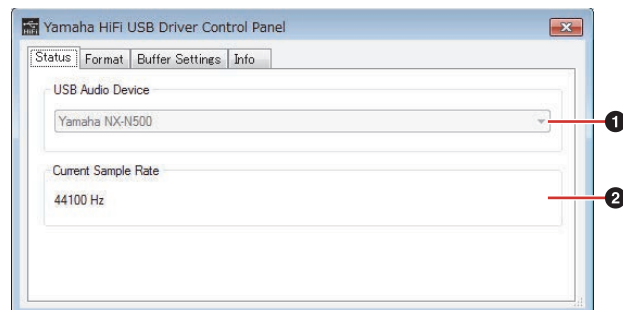 Yamaha HiFi USB Driver Control Panel
Status Format Buffer Settings Info
USB Audio Device
Yamaha NX-N500
1
Current Sample Rate
44100 Hz
2